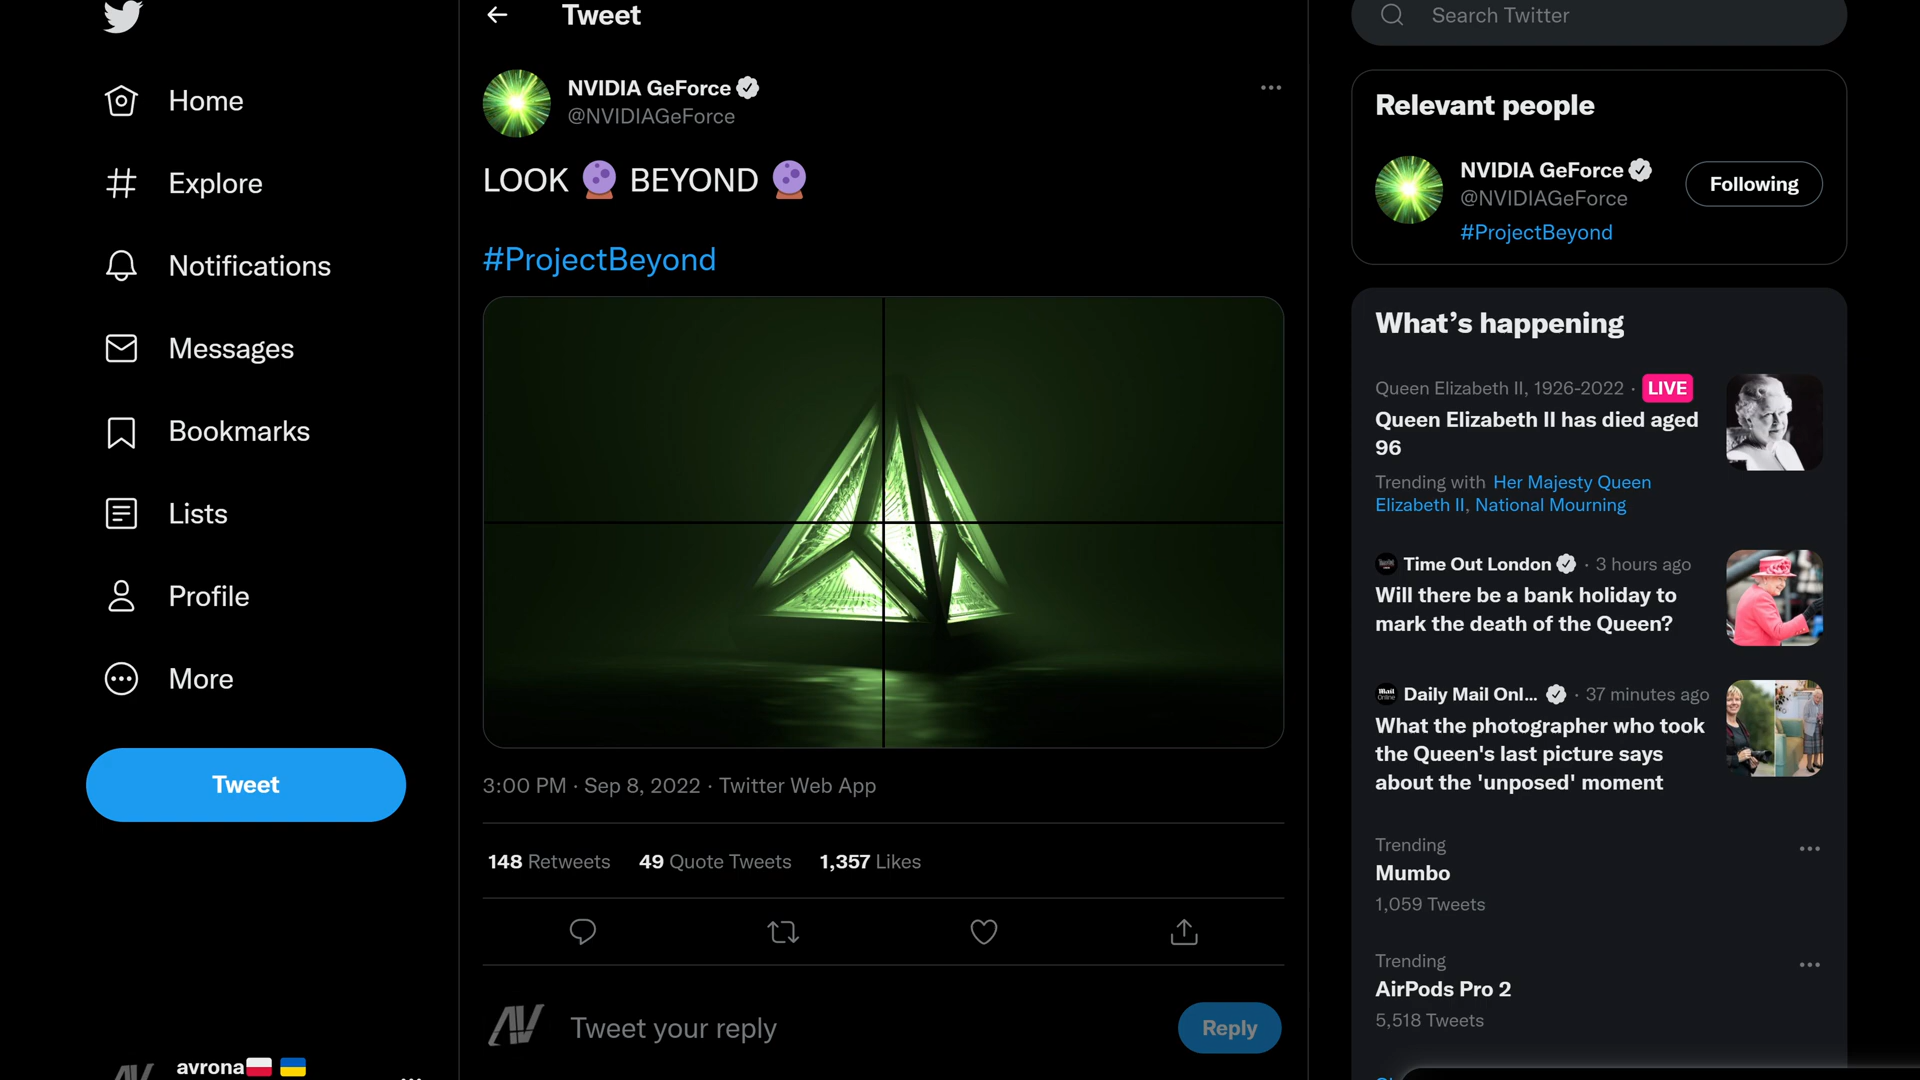 Home
Explore
Notifications
Messages
Bookmarks
Lists
Profile
More
Tweet
avrona
Tweet
NVIDIA GeForce
@NVIDIAGeForce
LOOK 🔮 BEYOND 🔮
#ProjectBeyond
3:00 PM · Sep 8, 2022 · Twitter Web App
148 Retweets 49 Quote Tweets 1,357 Likes
Tweet your reply
Reply
Search Twitter
Relevant people
NVIDIA GeForce
@NVIDIAGeForce
Following
#ProjectBeyond
What’s happening
Queen Elizabeth II, 1926-2022 · LIVE
Queen Elizabeth II has died aged
96
Trending with Her Majesty Queen
Elizabeth II, National Mourning
Time Out London · 3 hours ago
Will there be a bank holiday to
mark the death of the Queen?
Daily Mail Onl... · 37 minutes ago
What the photographer who took
the Queen's last picture says
about the 'unposed' moment
Trending
Mumbo
1,059 Tweets
Trending
AirPods Pro 2
5,518 Tweets